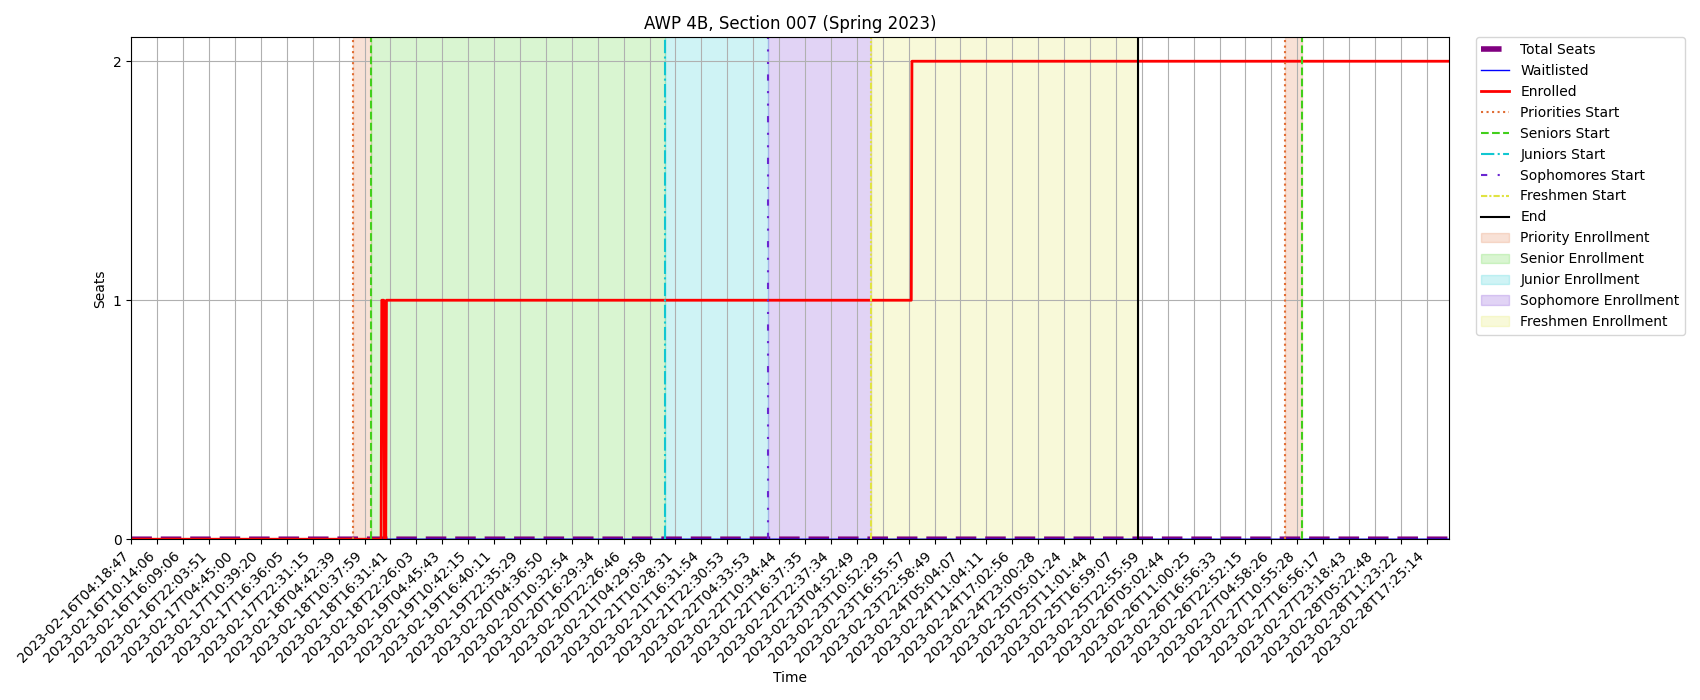 AWP 4B, Section 007 (Spring 2023)
Seats
2
1
0
2023-02-16T04:18:47
2023-02-16T10:14:06
2023-02-16T16:09:06
2023-02-16T22:03:51
2023-02-17T04:45:00
2023-02-17T10:39:20
2023-02-17T16:36:05
2023-02-17T22:31:15
2023-02-18T04:42:39
2023-02-18T10:37:59
2023-02-18T16:31:41
2023-02-18T22:26:03
2023-02-19T04:45:43
2023-02-19T10:42:15
2023-02-19T16:40:11
2023-02-19T22:35:29
2023-02-20T04:36:50
2023-02-20T10:32:54
2023-02-20T16:29:34
2023-02-20T22:26:46
2023-02-21T04:29:58
2023-02-21T10:28:31
2023-02-21T16:31:54
2023-02-21T22:30:53
2023-02-22T04:33:53
2023-02-22T10:34:44
2023-02-22T16:37:35
2023-02-22T22:37:34
2023-02-23T04:52:49
2023-02-23T10:52:29
2023-02-23T16:55:57
2023-02-23T22:58:49
2023-02-24T05:04:07
2023-02-24T11:04:11
2023-02-24T17:02:56
2023-02-24T23:00:28
2023-02-25T05:01:24
2023-02-25T11:01:44
2023-02-25T16:59:07
2023-02-25T22:55:59
2023-02-26T05:02:44
2023-02-26T11:00:25
2023-02-26T16:56:33
2023-02-26T22:52:15
2023-02-27T04:58:26
2023-02-27T10:55:28
2023-02-27T16:56:17
2023-02-27T23:18:43
2023-02-28T05:22:48
2023-02-28T11:23:22
2023-02-28T17:25:14
Time
Total Seats
Waitlisted
Enrolled
Priorities Start
Seniors Start
Juniors Start
Sophomores Start
Freshmen Start
End
Priority Enrollment
Senior Enrollment
Junior Enrollment
Sophomore Enrollment
Freshmen Enrollment